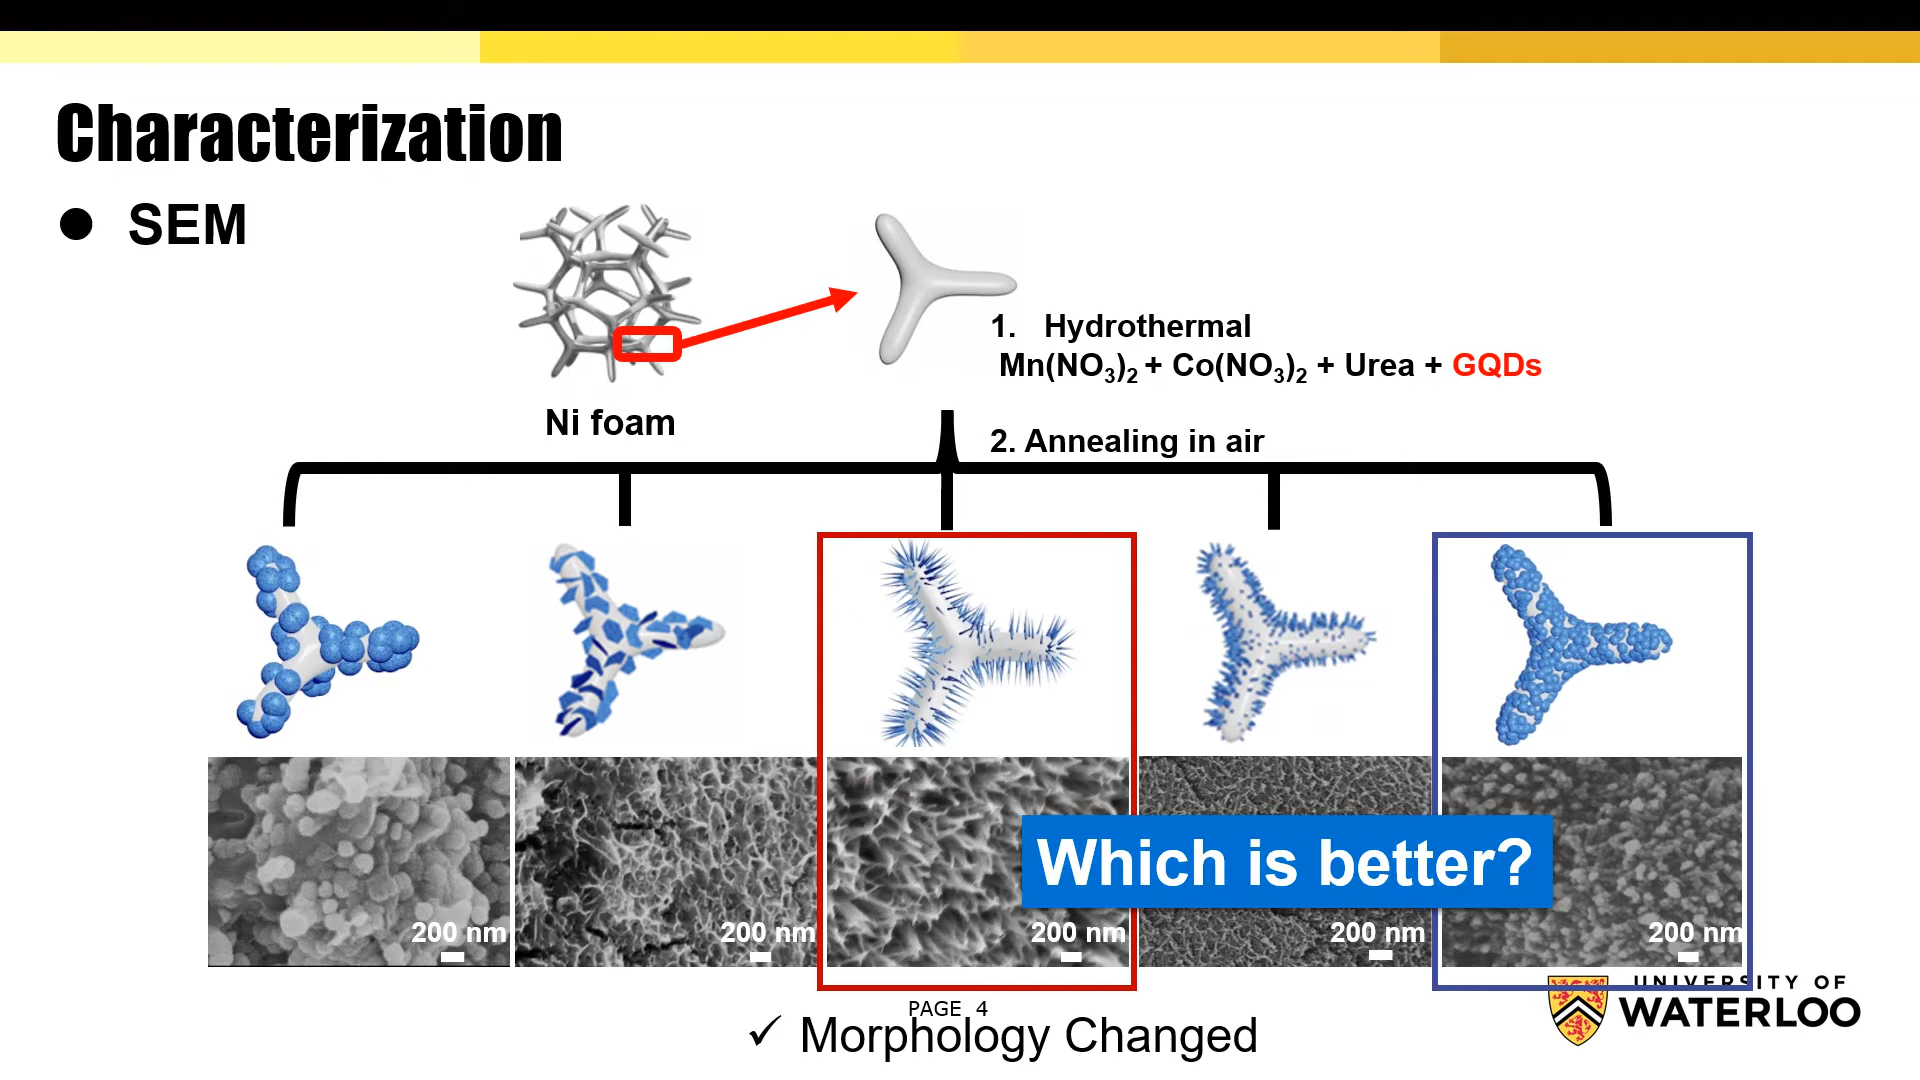 Characterization
● SEM
1. Hydrothermal
Mn(NO₃)₂ + Co(NO₃)₂ + Urea + GQDs
Ni foam
2. Annealing in air
Which is better?
200 nm
200 nm
200 nm
200 nm
200 nm
UNIVERSITY OF
WATERLOO
PAGE 4
✓ Morphology Changed